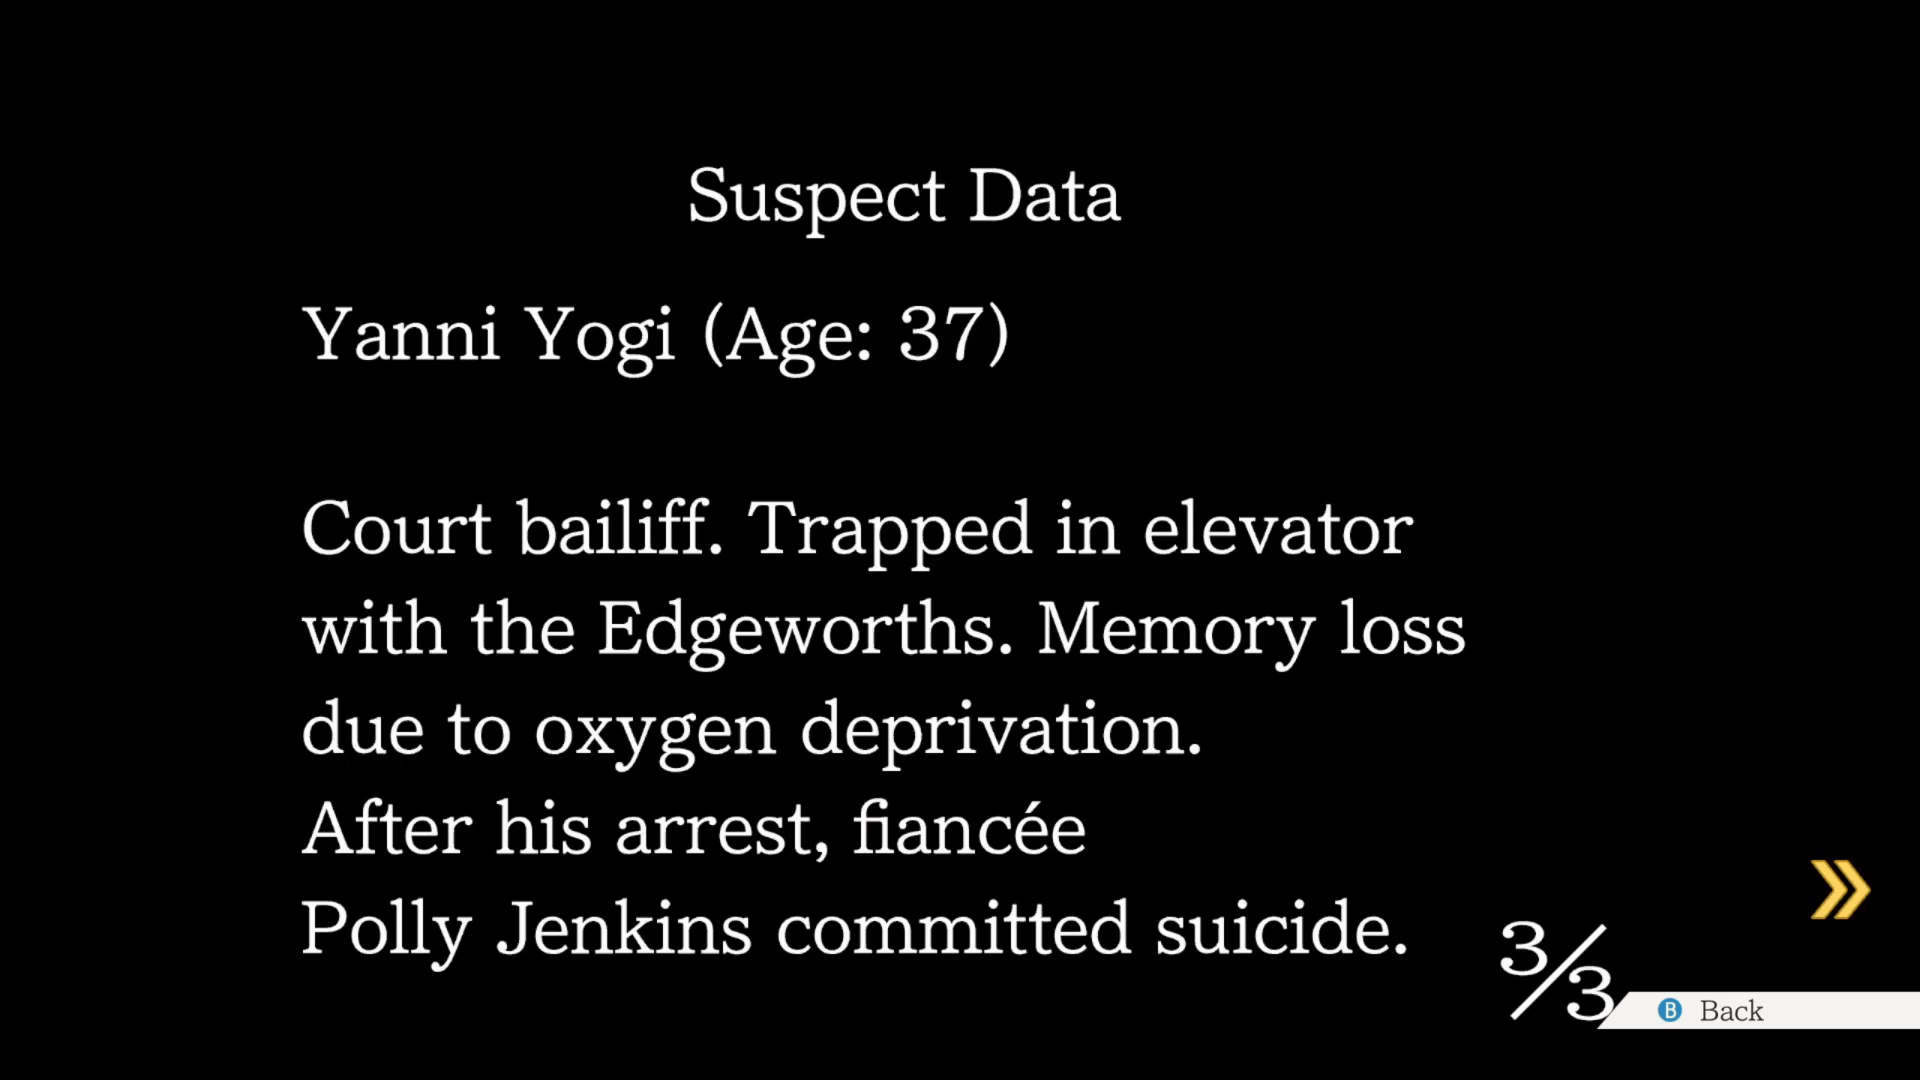 Suspect Data
Yanni Yogi (Age: 37)
Court bailiff. Trapped in elevator
with the Edgeworths. Memory loss
due to oxygen deprivation.
After his arrest, fiancée
Polly Jenkins committed suicide.
3/3
B Back